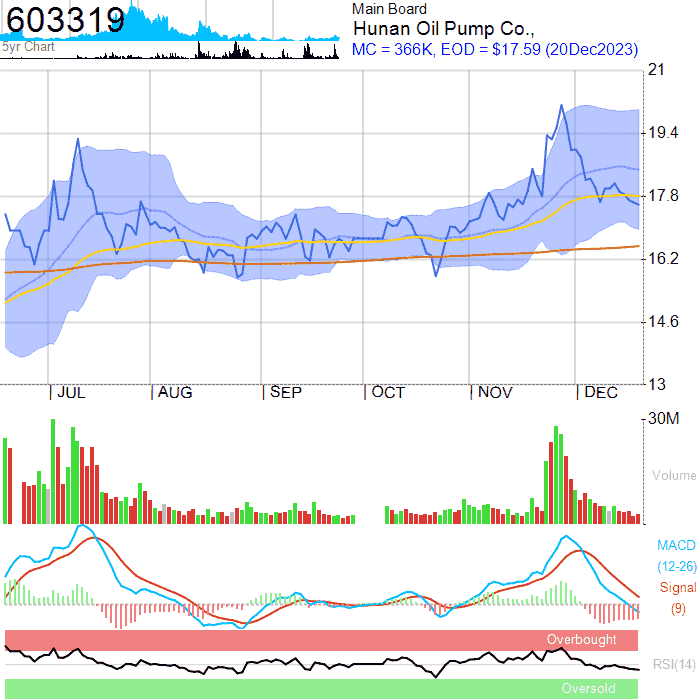 603319
5yr Chart
Main Board
Hunan Oil Pump Co.,
MC = 366K, EOD = $17.59 (20Dec2023)
21
19.4
17.8
16.2
14.6
13
JUL
AUG
SEP
OCT
NOV
DEC
30M
Volume
MACD
(12-26)
Signal
(9)
Overbought
RSI(14)
Oversold